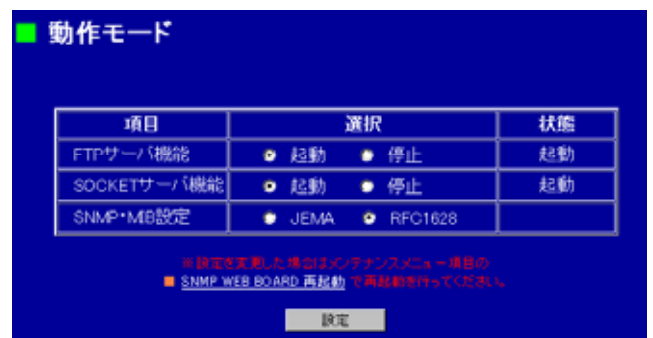 動作モード
項目 選択 状態
FTPサーバ機能 起動 停止 起動
SOCKETサーバ機能 起動 停止 起動
SNMP・MIB設定 JEMA RFC1628
※設定を変更した場合はメンテナンスメニュー項目の
SNMP WEB BOARD 再起動 で再起動を行ってください。
設定